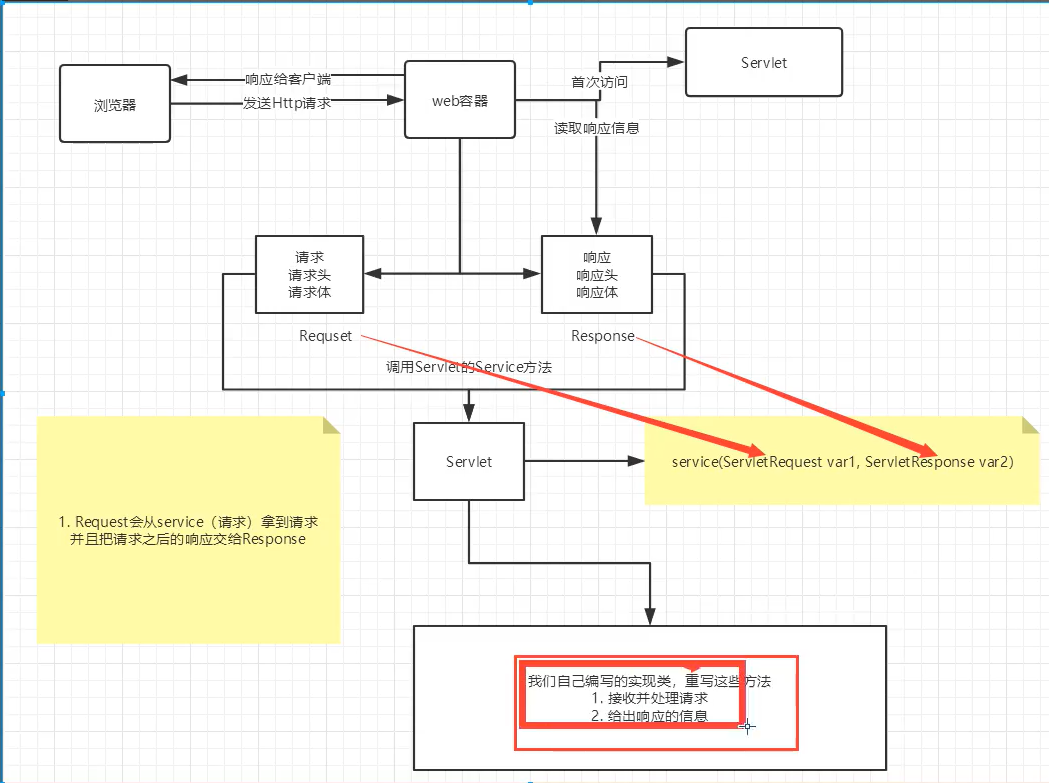 响应给客户端
发送Http请求
浏览器
web容器
首次访问
Servlet
读取响应信息
请求
请求头
请求体
响应
响应头
响应体
Requset
Response
调用Servlet的Service方法
Servlet
service(ServletRequest var1, ServletResponse var2)
1. Request会从service（请求）拿到请求
并且把请求之后的响应交给Response
我们自己编写的实现类，重写这些方法
1. 接收并处理请求
2. 给出响应的信息